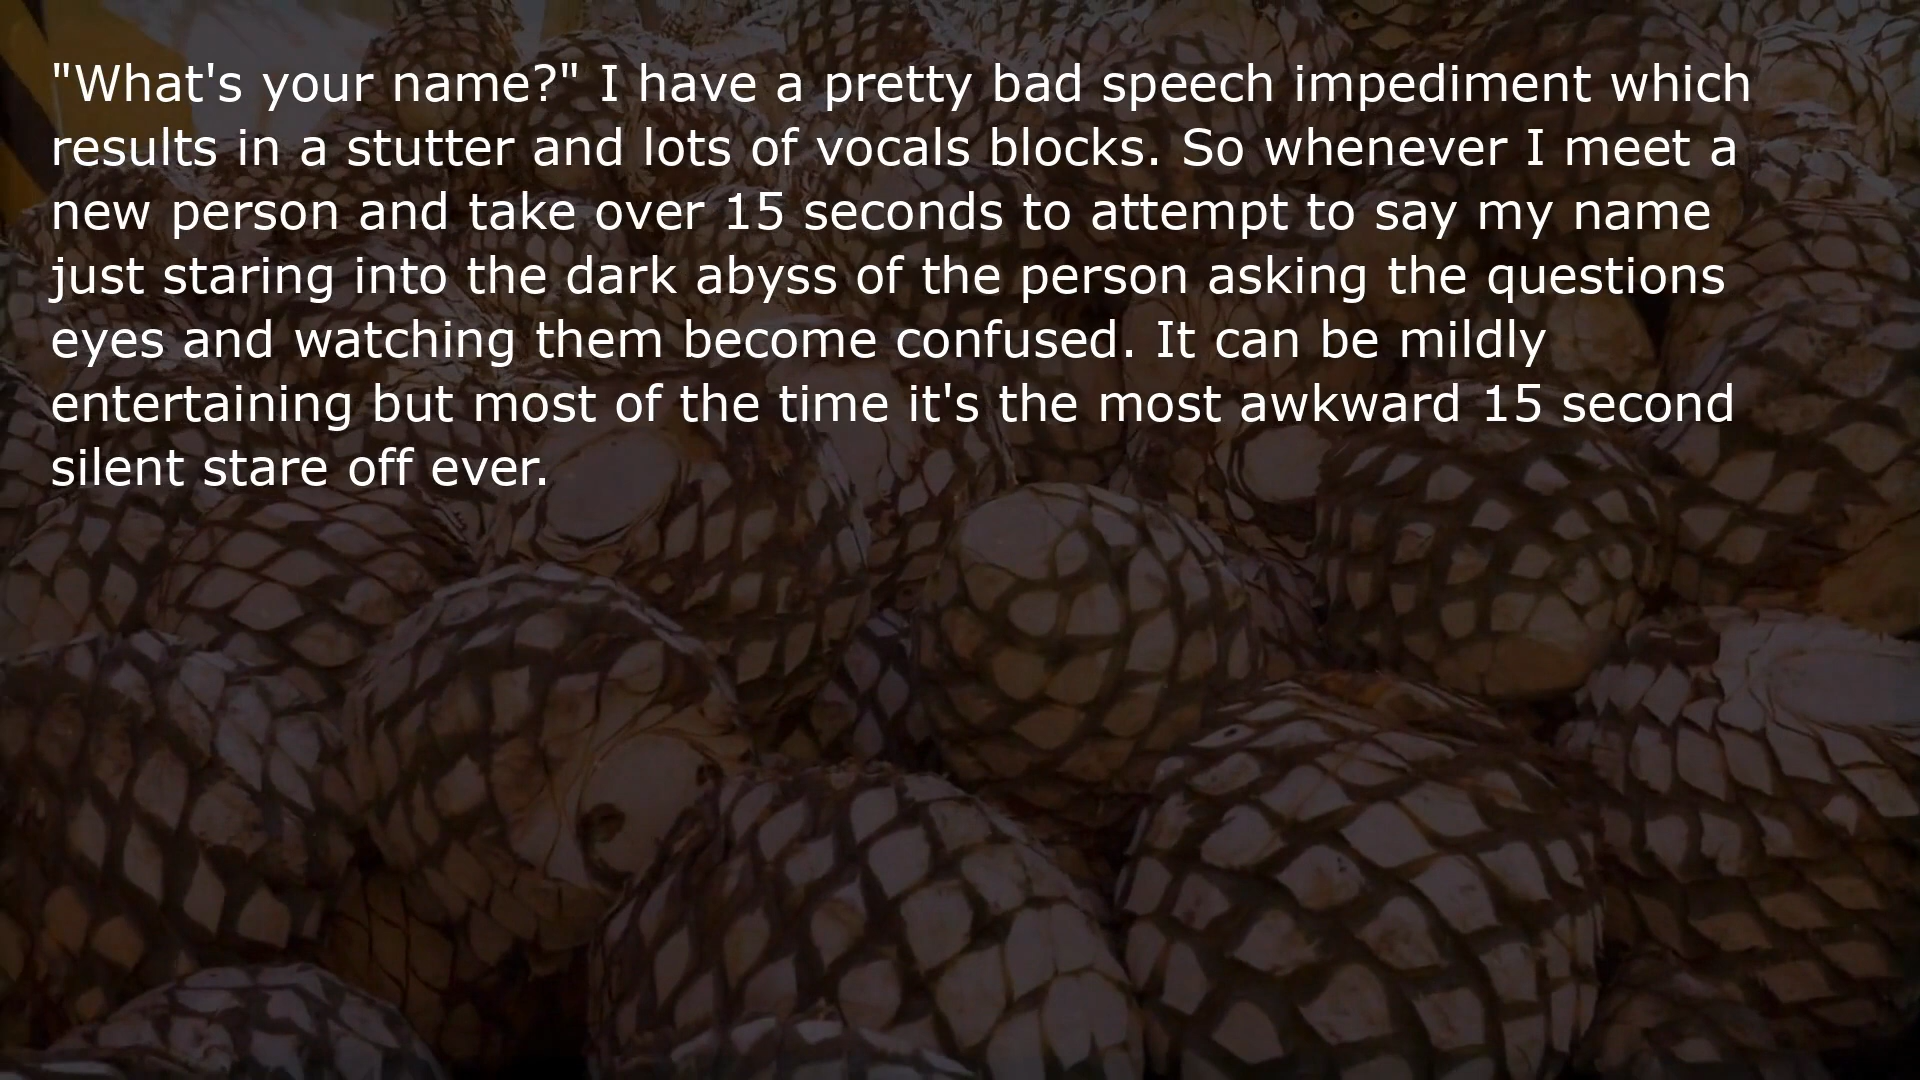 "What's your name?" I have a pretty bad speech impediment which
results in a stutter and lots of vocals blocks. So whenever I meet a
new person and take over 15 seconds to attempt to say my name
just staring into the dark abyss of the person asking the questions
eyes and watching them become confused. It can be mildly
entertaining but most of the time it's the most awkward 15 second
silent stare off ever.